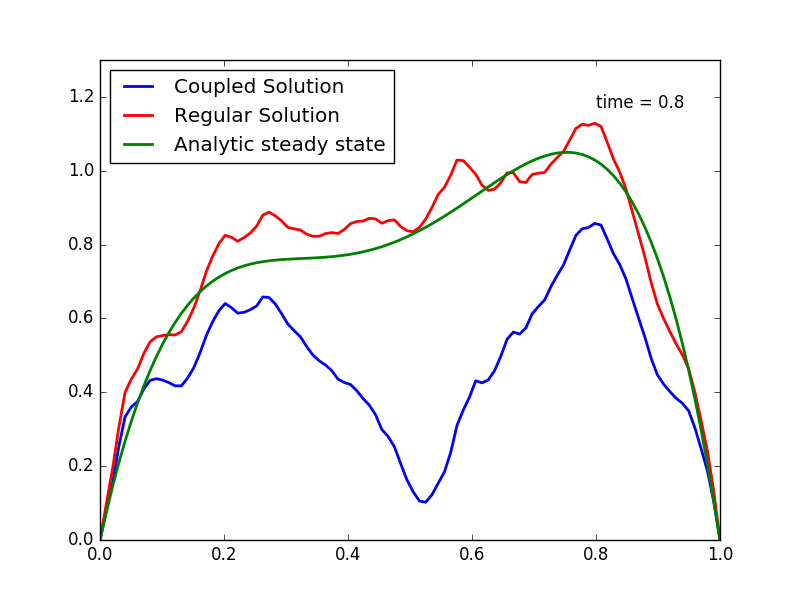 Coupled Solution
Regular Solution
Analytic steady state
time = 0.8
1.2
1.0
0.8
0.6
0.4
0.2
0.0
0.0 0.2 0.4 0.6 0.8 1.0